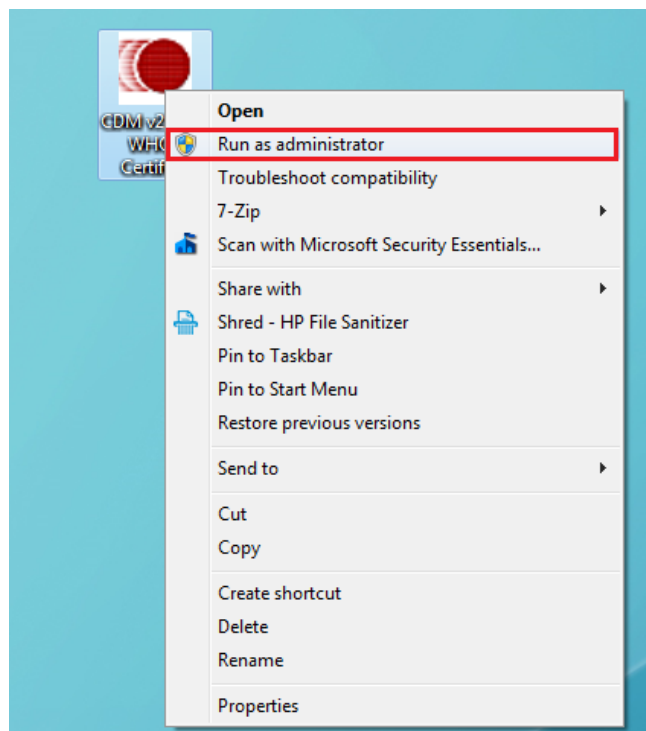 CDM v2
WHQ
Certif
Open
Run as administrator
Troubleshoot compatibility
7-Zip
Scan with Microsoft Security Essentials...
Share with
Shred - HP File Sanitizer
Pin to Taskbar
Pin to Start Menu
Restore previous versions
Send to
Cut
Copy
Create shortcut
Delete
Rename
Properties